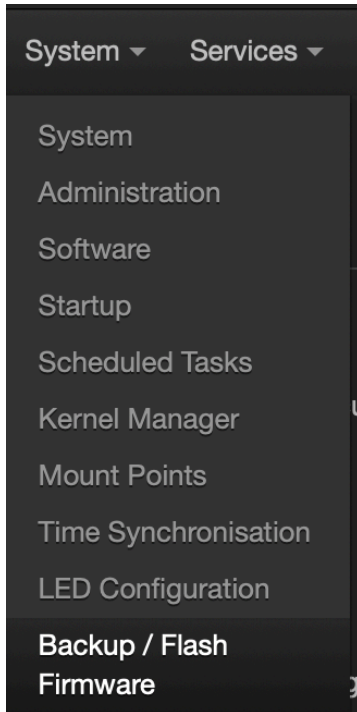 System Services
System
Administration
Software
Startup
Scheduled Tasks
Kernel Manager
Mount Points
Time Synchronisation
LED Configuration
Backup / Flash
Firmware